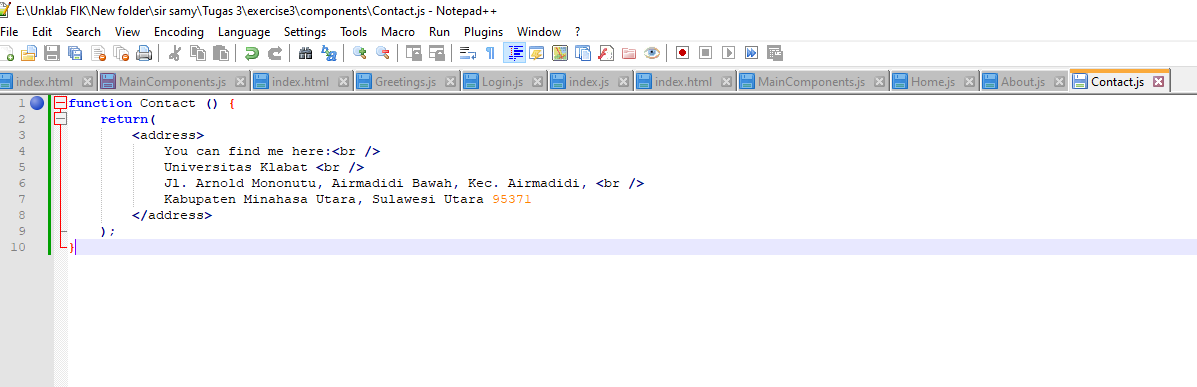 E:\Unklab FIK\New folder\sir samy\Tugas 3\exercise3\components\Contact.js - Notepad++
File Edit Search View Encoding Language Settings Tools Macro Run Plugins Window ?
index.html MainComponents.js index.html Greetings.js Login.js index.js index.html MainComponents.js Home.js About.js Contact.js
1 function Contact () {
2 return(
3 <address>
4 You can find me here:<br />
5 Universitas Klabat <br />
6 Jl. Arnold Mononutu, Airmadidi Bawah, Kec. Airmadidi, <br />
7 Kabupaten Minahasa Utara, Sulawesi Utara 95371
8 </address>
9 );
10 }